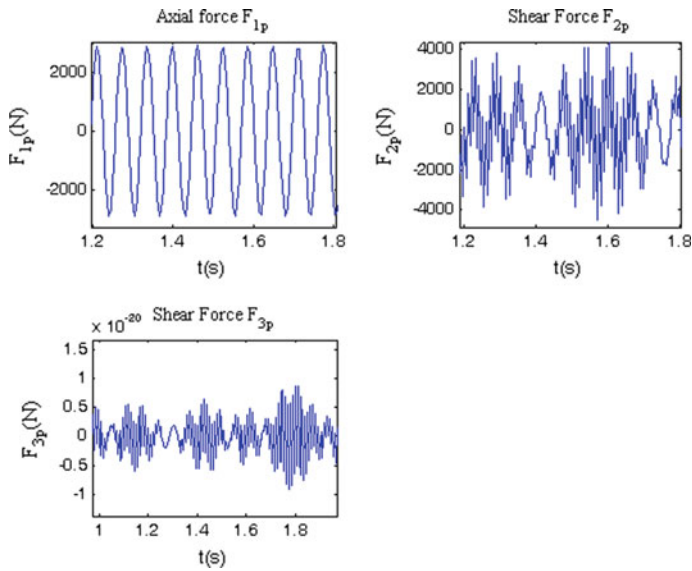 Axial force F1p
2000
0
-2000
F1p(N)
1.2 1.4 1.6 1.8
t(s)
Shear Force F2p
4000
2000
0
-2000
-4000
F2p(N)
1.2 1.4 1.6 1.8
t(s)
x 10^-20
Shear Force F3p
1.5
1
0.5
0
-0.5
-1
F3p(N)
1 1.2 1.4 1.6 1.8
t(s)